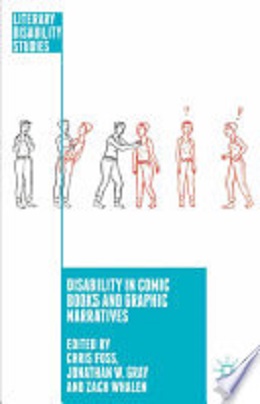 LITERARY
DISABILITY
STUDIES
?
!
DISABILITY IN COMIC
BOOKS AND GRAPHIC
NARRATIVES
EDITED BY
CHRIS FOSS,
JONATHAN W. GRAY
AND ZACH WHALEN